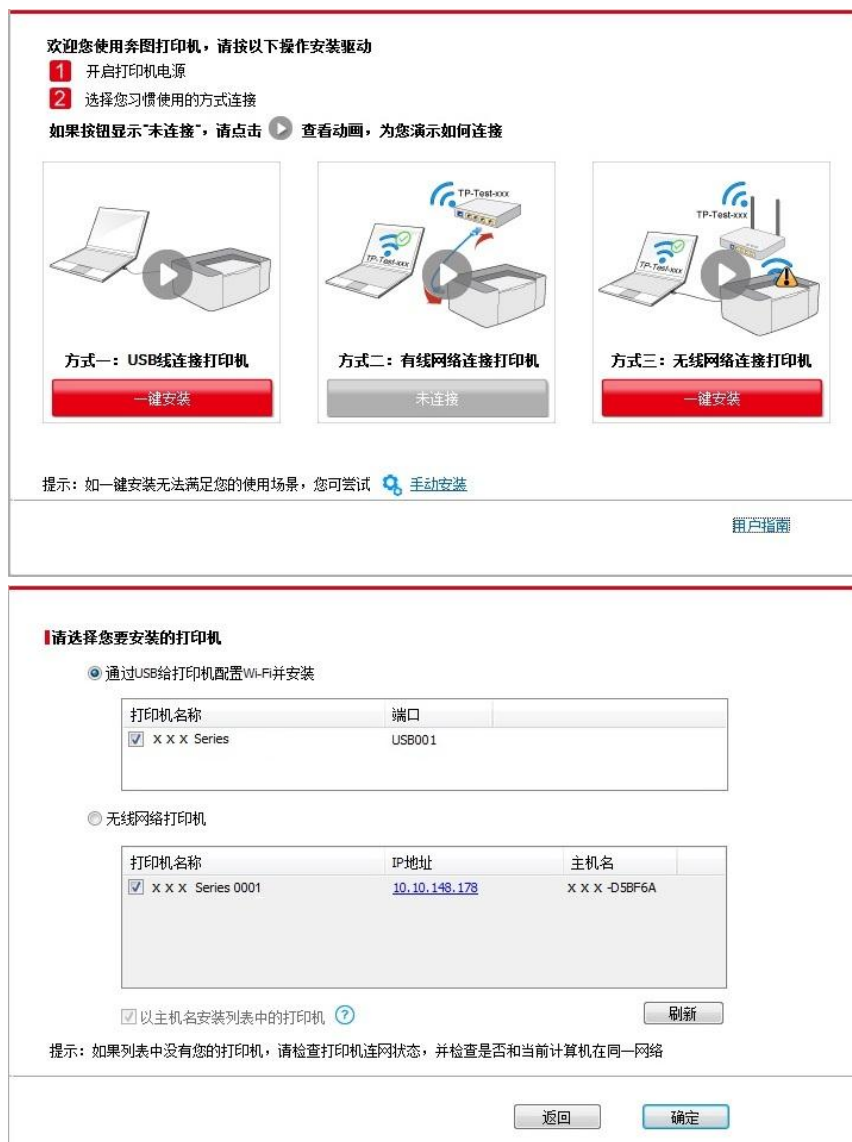 欢迎您使用奔图打印机，请按以下操作安装驱动
1 开启打印机电源
2 选择您习惯使用的方式连接
如果按钮显示"未连接"，请点击 查看动画，为您演示如何连接
TP-Test-xxx
TP-Test-xxx
TP-Test-xxx
TP-Test-xxx
方式一：USB线连接打印机 方式二：有线网络连接打印机 方式三：无线网络连接打印机
一键安装 未连接 一键安装
提示：如一键安装无法满足您的使用场景，您可尝试 手动安装
用户指南
请选择您要安装的打印机
通过USB给打印机配置Wi-Fi并安装
打印机名称 端口
X X X Series USB001
无线网络打印机
打印机名称 IP地址 主机名
X X X Series 0001 10.10.148.178 X X X -D5BF6A
以主机名安装列表中的打印机 ? 刷新
提示：如果列表中没有您的打印机，请检查打印机连网状态，并检查是否和当前计算机在同一网络
返回 确定